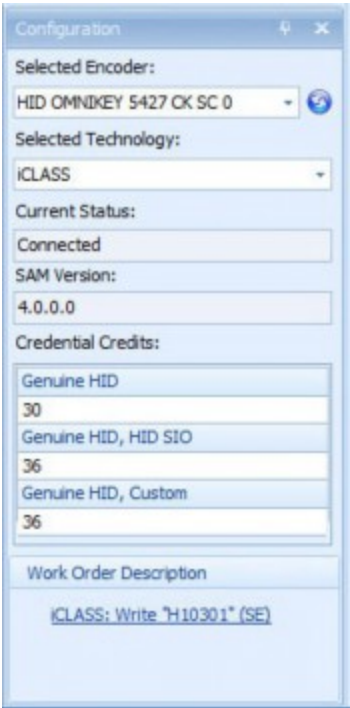 Configuration
Selected Encoder:
HID OMNIKEY 5427 CK SC 0
Selected Technology:
iCLASS
Current Status:
Connected
SAM Version:
4.0.0.0
Credential Credits:
Genuine HID
30
Genuine HID, HID SIO
36
Genuine HID, Custom
36
Work Order Description
iCLASS: Write "H10301" (SE)